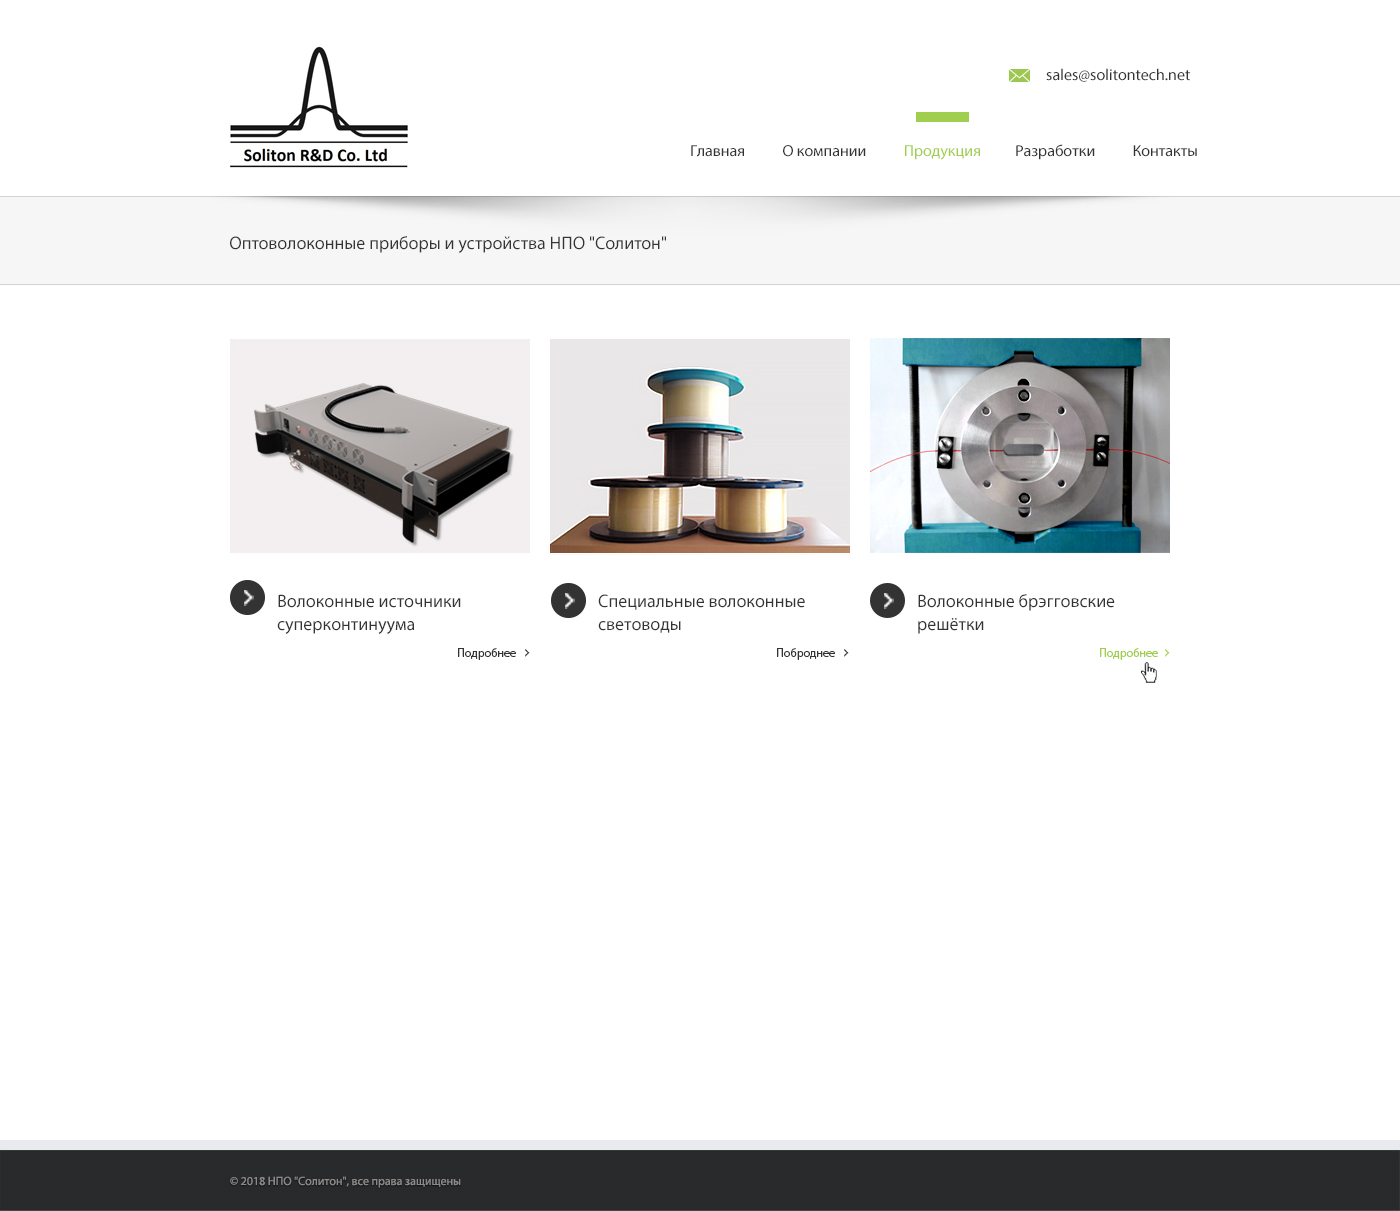 Soliton R&D Co. Ltd
sales@solitontech.net
Главная О компании Продукция Разработки Контакты
Оптоволоконные приборы и устройства НПО "Солитон"
Волоконные источники
суперконтинуума
Подробнее
Специальные волоконные
световоды
Поброднее
Волоконные брэгговские
решётки
Подробнее
© 2018 НПО "Солитон", все права защищены